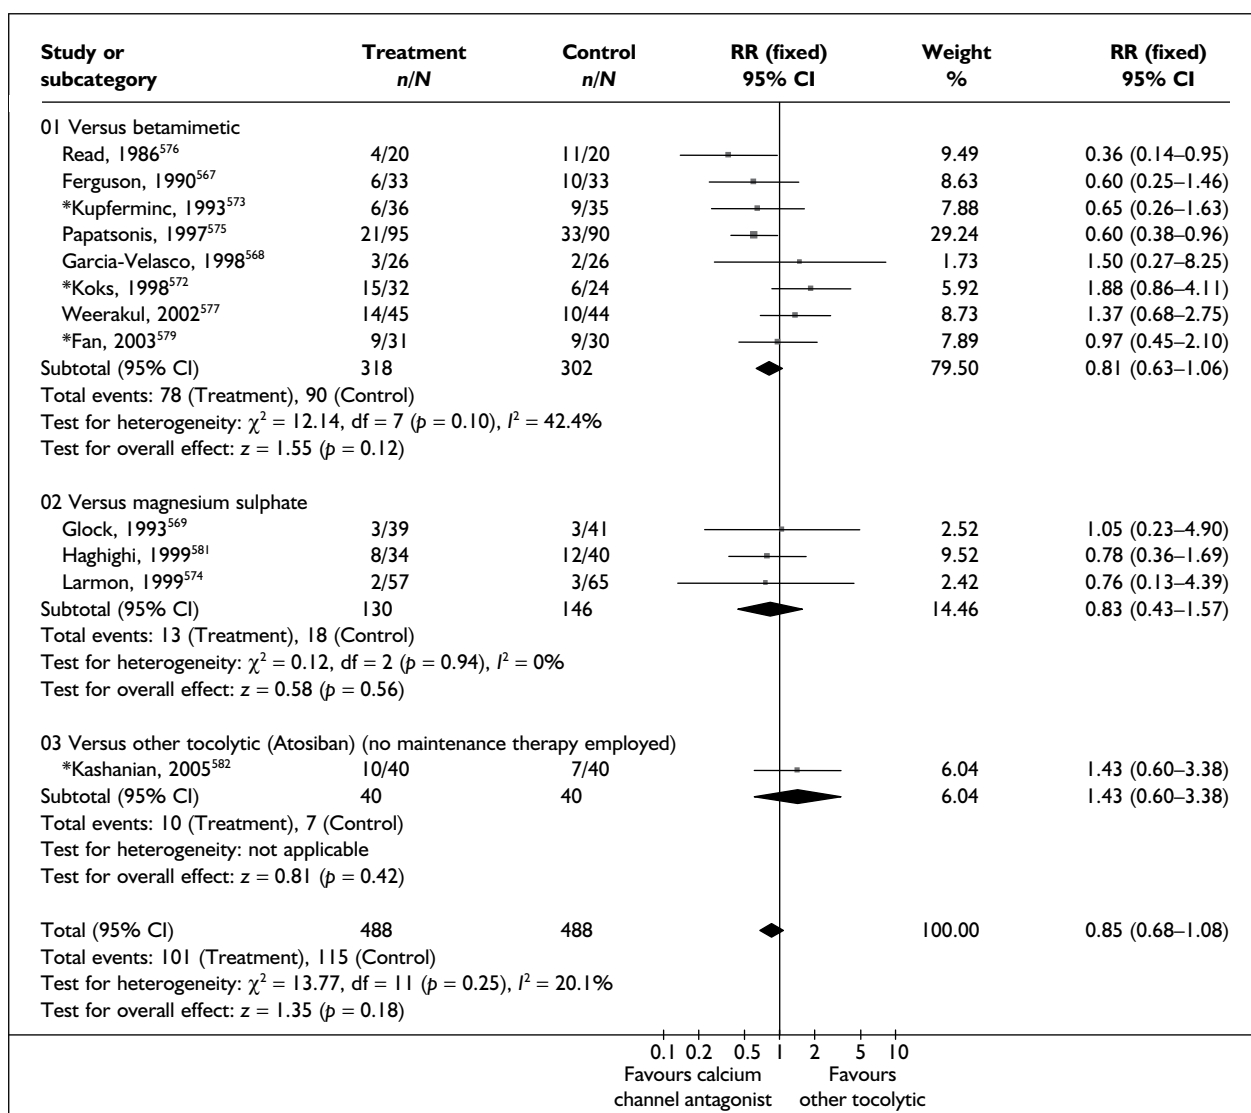 Study or Treatment Control RR (fixed) Weight RR (fixed)
subcategory n/N n/N 95% CI % 95% CI
01 Versus betamimetic
Read, 1986⁵⁷⁶ 4/20 11/20 9.49 0.36 (0.14–0.95)
Ferguson, 1990⁵⁶⁷ 6/33 10/33 8.63 0.60 (0.25–1.46)
*Kupferminc, 1993⁵⁷³ 6/36 9/35 7.88 0.65 (0.26–1.63)
Papatsonis, 1997⁵⁷⁵ 21/95 33/90 29.24 0.60 (0.38–0.96)
Garcia-Velasco, 1998⁵⁶⁸ 3/26 2/26 1.73 1.50 (0.27–8.25)
*Koks, 1998⁵⁷² 15/32 6/24 5.92 1.88 (0.86–4.11)
Weerakul, 2002⁵⁷⁷ 14/45 10/44 8.73 1.37 (0.68–2.75)
*Fan, 2003⁵⁷⁹ 9/31 9/30 7.89 0.97 (0.45–2.10)
Subtotal (95% CI) 318 302 79.50 0.81 (0.63–1.06)
Total events: 78 (Treatment), 90 (Control)
Test for heterogeneity: χ² = 12.14, df = 7 (p = 0.10), I² = 42.4%
Test for overall effect: z = 1.55 (p = 0.12)
02 Versus magnesium sulphate
Glock, 1993⁵⁶⁹ 3/39 3/41 2.52 1.05 (0.23–4.90)
Haghighi, 1999⁵⁸¹ 8/34 12/40 9.52 0.78 (0.36–1.69)
Larmon, 1999⁵⁷⁴ 2/57 3/65 2.42 0.76 (0.13–4.39)
Subtotal (95% CI) 130 146 14.46 0.83 (0.43–1.57)
Total events: 13 (Treatment), 18 (Control)
Test for heterogeneity: χ² = 0.12, df = 2 (p = 0.94), I² = 0%
Test for overall effect: z = 0.58 (p = 0.56)
03 Versus other tocolytic (Atosiban) (no maintenance therapy employed)
*Kashanian, 2005⁵⁸² 10/40 7/40 6.04 1.43 (0.60–3.38)
Subtotal (95% CI) 40 40 6.04 1.43 (0.60–3.38)
Total events: 10 (Treatment), 7 (Control)
Test for heterogeneity: not applicable
Test for overall effect: z = 0.81 (p = 0.42)
Total (95% CI) 488 488 100.00 0.85 (0.68–1.08)
Total events: 101 (Treatment), 115 (Control)
Test for heterogeneity: χ² = 13.77, df = 11 (p = 0.25), I² = 20.1%
Test for overall effect: z = 1.35 (p = 0.18)
0.1 0.2 0.5 1 2 5 10
Favours calcium Favours
channel antagonist other tocolytic